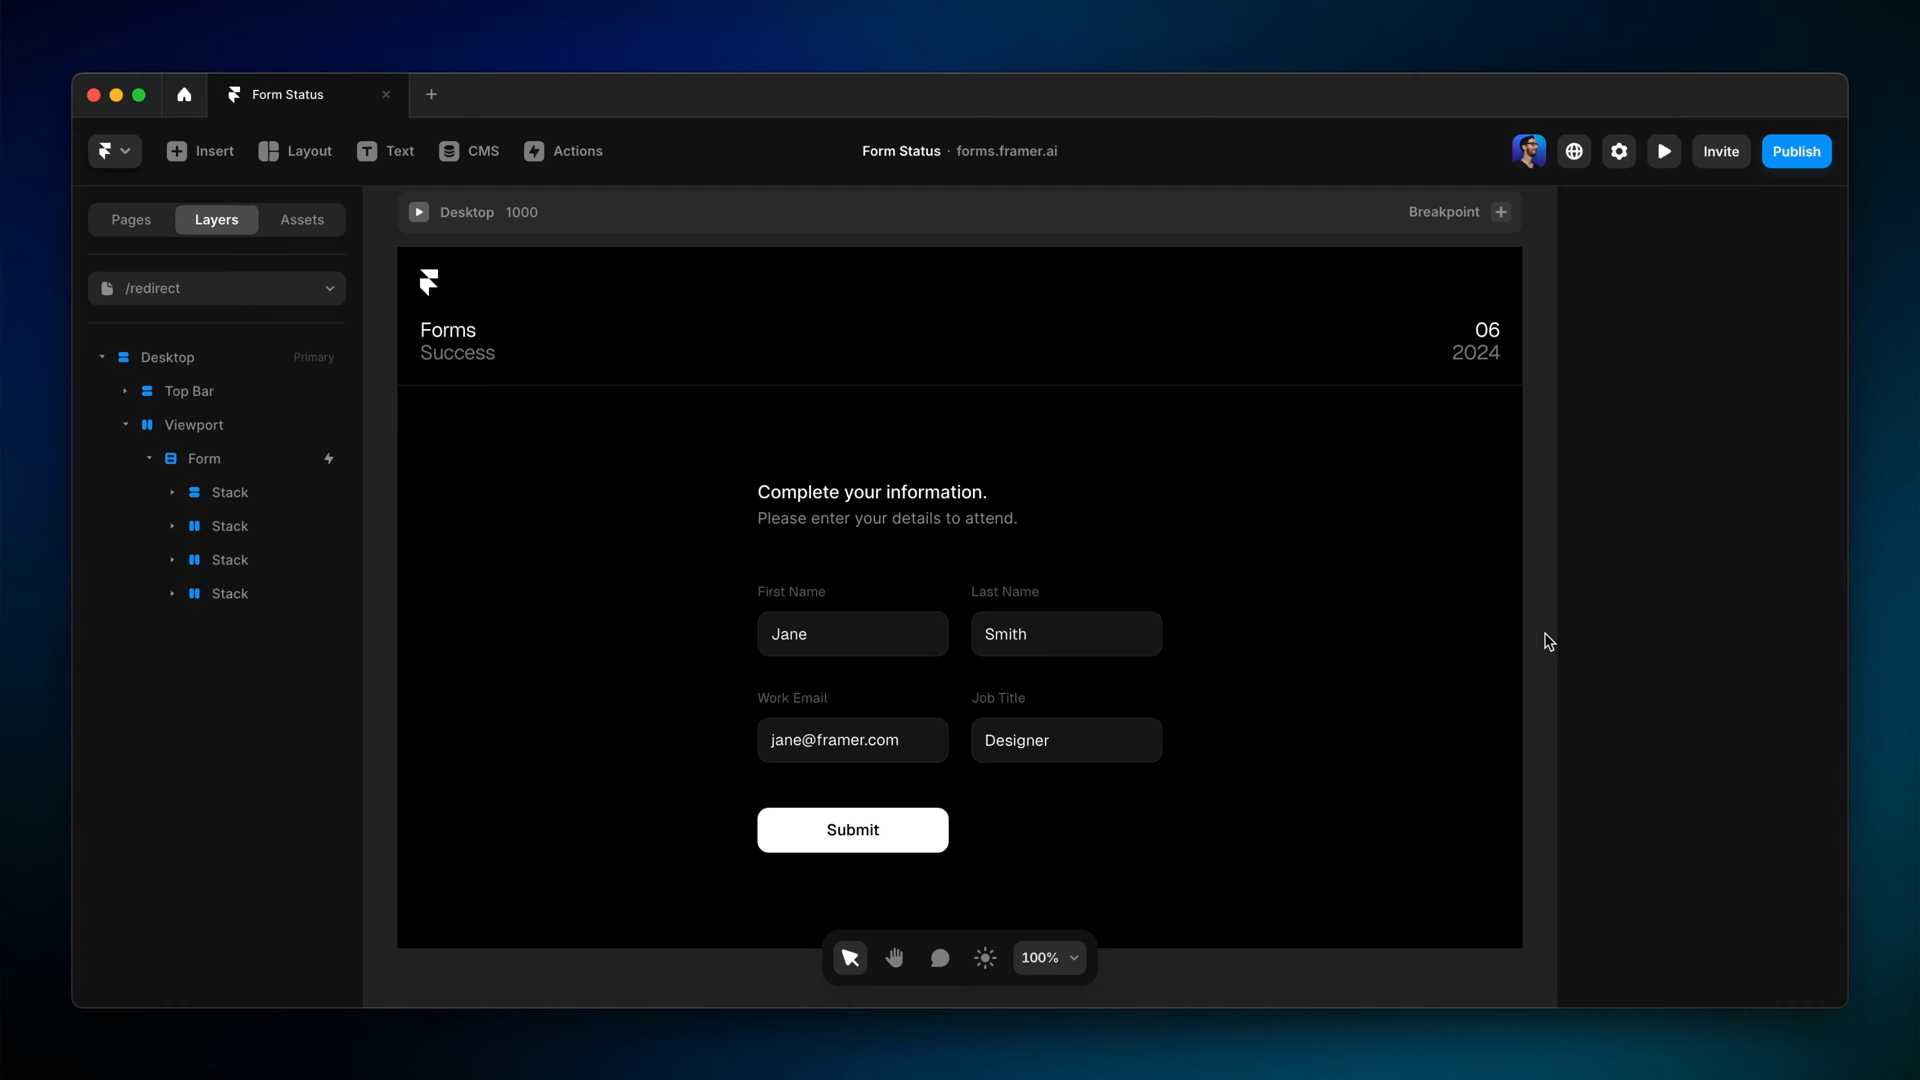 Form Status
Insert
Layout
Text
CMS
Actions
Form Status · forms.framer.ai
Invite
Publish
Pages
Layers
Assets
/redirect
Desktop
Primary
Top Bar
Viewport
Form
Stack
Stack
Stack
Stack
Desktop 1000
Breakpoint
Forms
Success
06
2024
Complete your information.
Please enter your details to attend.
First Name
Last Name
Jane
Smith
Work Email
Job Title
jane@framer.com
Designer
Submit
100%